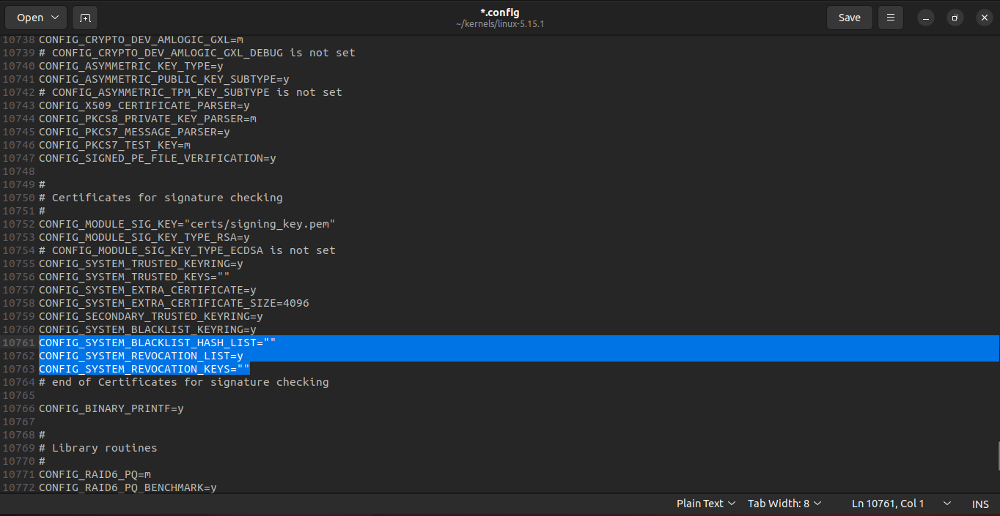 Open
*.config
~/kernels/linux-5.15.1
Save
10738 CONFIG_CRYPTO_DEV_AMLOGIC_GXL=m
10739 # CONFIG_CRYPTO_DEV_AMLOGIC_GXL_DEBUG is not set
10740 CONFIG_ASYMMETRIC_KEY_TYPE=y
10741 CONFIG_ASYMMETRIC_PUBLIC_KEY_SUBTYPE=y
10742 # CONFIG_ASYMMETRIC_TPM_KEY_SUBTYPE is not set
10743 CONFIG_X509_CERTIFICATE_PARSER=y
10744 CONFIG_PKCS8_PRIVATE_KEY_PARSER=m
10745 CONFIG_PKCS7_MESSAGE_PARSER=y
10746 CONFIG_PKCS7_TEST_KEY=m
10747 CONFIG_SIGNED_PE_FILE_VERIFICATION=y
10748
10749 #
10750 # Certificates for signature checking
10751 #
10752 CONFIG_MODULE_SIG_KEY="certs/signing_key.pem"
10753 CONFIG_MODULE_SIG_KEY_TYPE_RSA=y
10754 # CONFIG_MODULE_SIG_KEY_TYPE_ECDSA is not set
10755 CONFIG_SYSTEM_TRUSTED_KEYRING=y
10756 CONFIG_SYSTEM_TRUSTED_KEYS=""
10757 CONFIG_SYSTEM_EXTRA_CERTIFICATE=y
10758 CONFIG_SYSTEM_EXTRA_CERTIFICATE_SIZE=4096
10759 CONFIG_SECONDARY_TRUSTED_KEYRING=y
10760 CONFIG_SYSTEM_BLACKLIST_KEYRING=y
10761 CONFIG_SYSTEM_BLACKLIST_HASH_LIST=""
10762 CONFIG_SYSTEM_REVOCATION_LIST=y
10763 CONFIG_SYSTEM_REVOCATION_KEYS=""
10764 # end of Certificates for signature checking
10765
10766 CONFIG_BINARY_PRINTF=y
10767
10768 #
10769 # Library routines
10770 #
10771 CONFIG_RAID6_PQ=m
10772 CONFIG_RAID6_PQ_BENCHMARK=y
Plain Text Tab Width: 8 Ln 10761, Col 1 INS